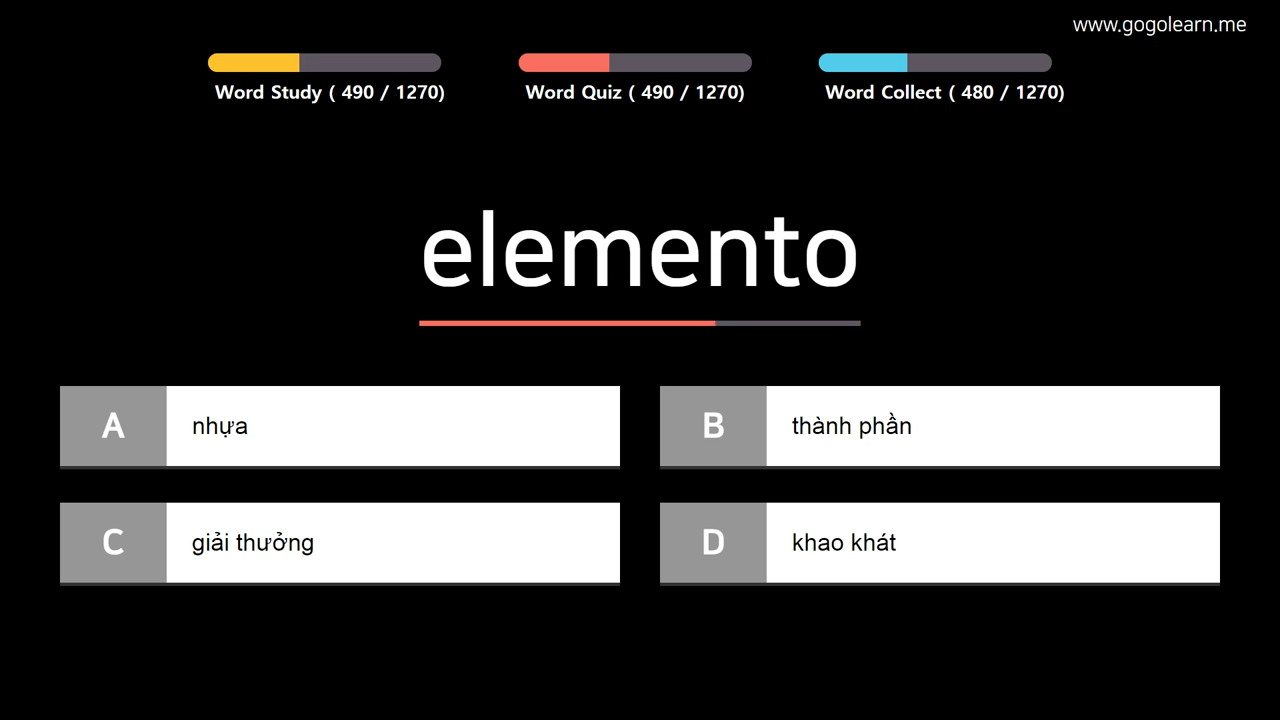 www.gogolearn.me
Word Study ( 490 / 1270)
Word Quiz ( 490 / 1270)
Word Collect ( 480 / 1270)
elemento
A nhựa
B thành phần
C giải thưởng
D khao khát